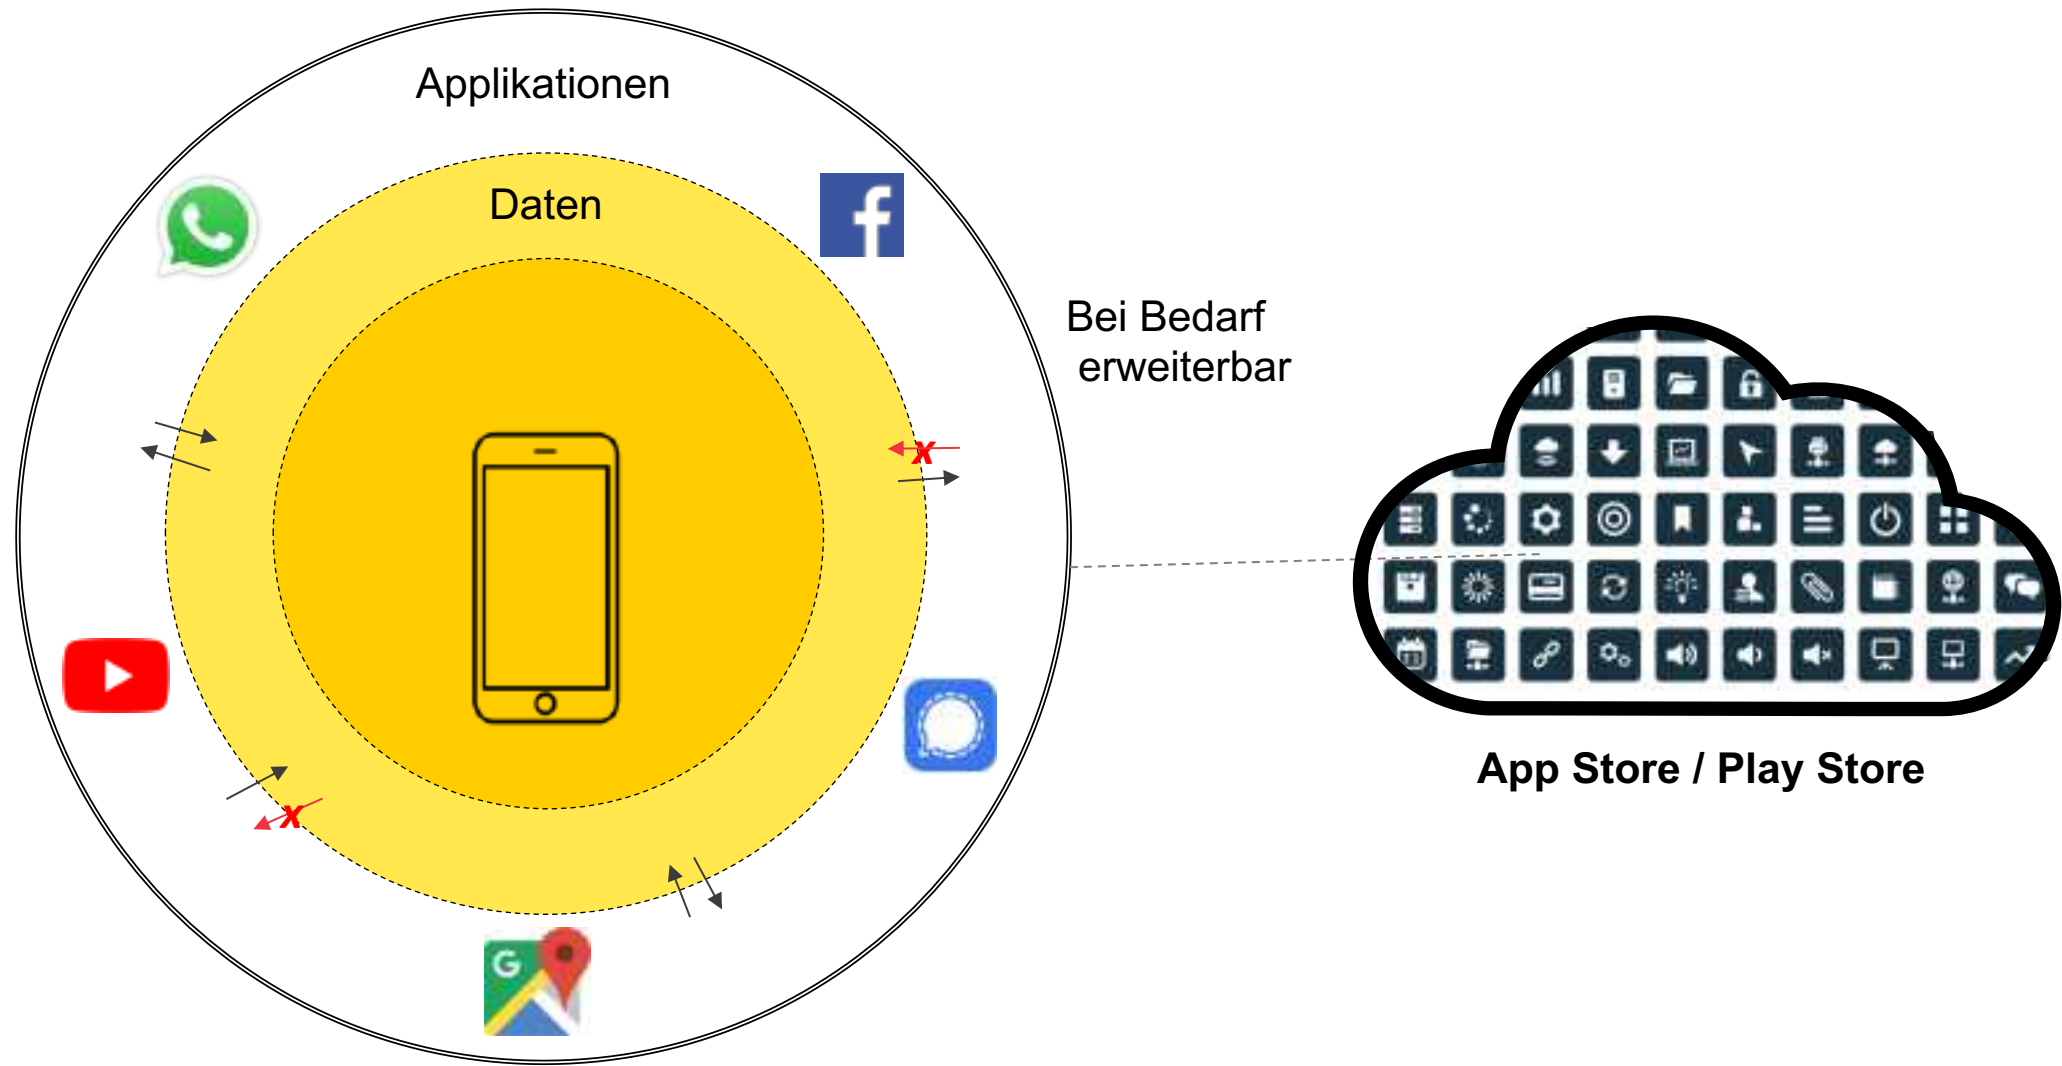 Applikationen
Daten
Bei Bedarf
erweiterbar
x
x
G
App Store / Play Store